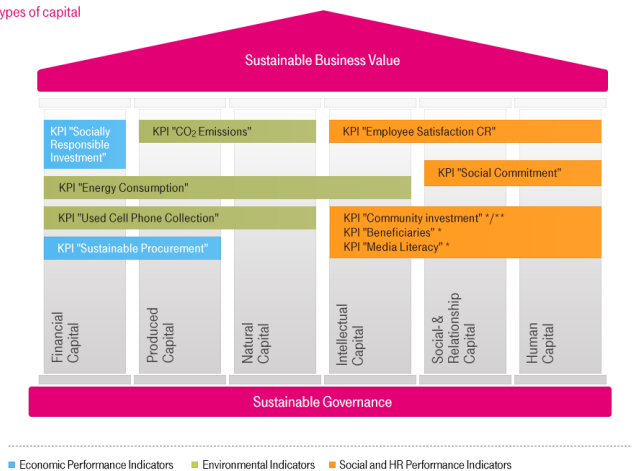 ypes of capital
Sustainable Business Value
KPI "Socially
Responsible
Investment"
KPI "CO₂ Emissions"
KPI "Employee Satisfaction CR"
KPI "Social Commitment"
KPI "Energy Consumption"
KPI "Used Cell Phone Collection"
KPI "Community investment" */**
KPI "Beneficiaries" *
KPI "Media Literacy" *
KPI "Sustainable Procurement"
Financial
Capital
Produced
Capital
Natural
Capital
Intellectual
Capital
Social- &
Relationship
Capital
Human
Capital
Sustainable Governance
Economic Performance Indicators
Environmental Indicators
Social and HR Performance Indicators